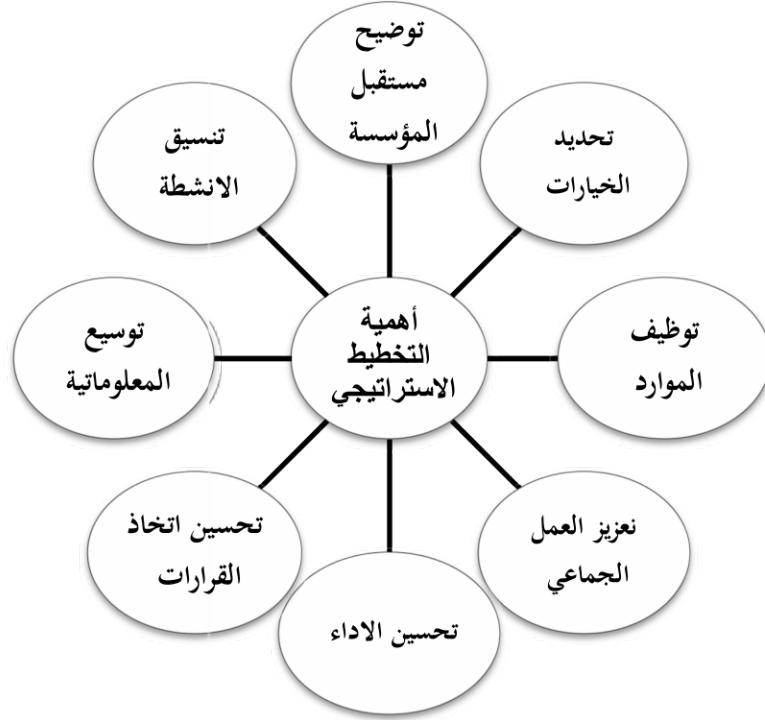 توضيح
مستقبل
المؤسسة
تحديد
الخيارات
توظيف
الموارد
نعزيز العمل
الجماعي
تحسين الاداء
تحسين اتخاذ
القرارات
توسيع
المعلوماتية
تنسيق
الانشطة
أهمية
التخطيط
الاستراتيجي